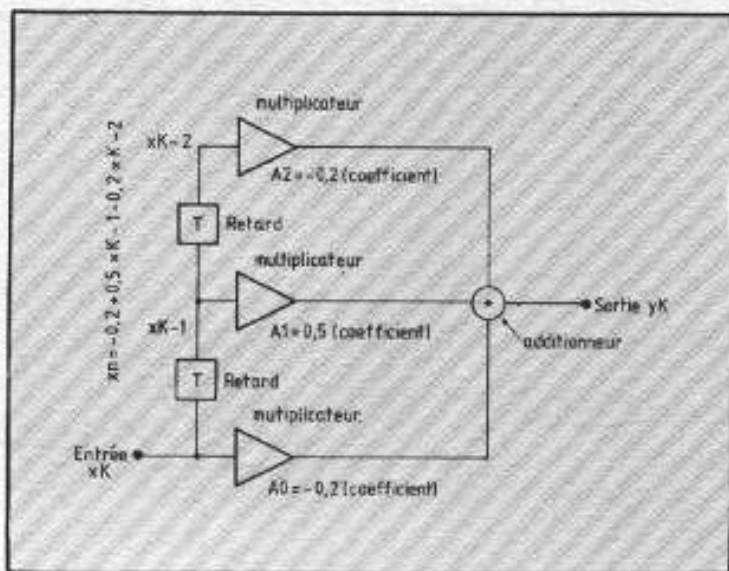 multiplicateur
xK-2
A2 = -0,2 (coefficient)
T
Retard
multiplicateur
xn = -0,2 + 0,5 × K - 1 - 0,2 × K - 2
xK-1
A1 = 0,5 (coefficient)
Sortie yK
additionneur
T
Retard
mutiplicateur.
Entrée
xK
A0 = -0,2 (coefficient)